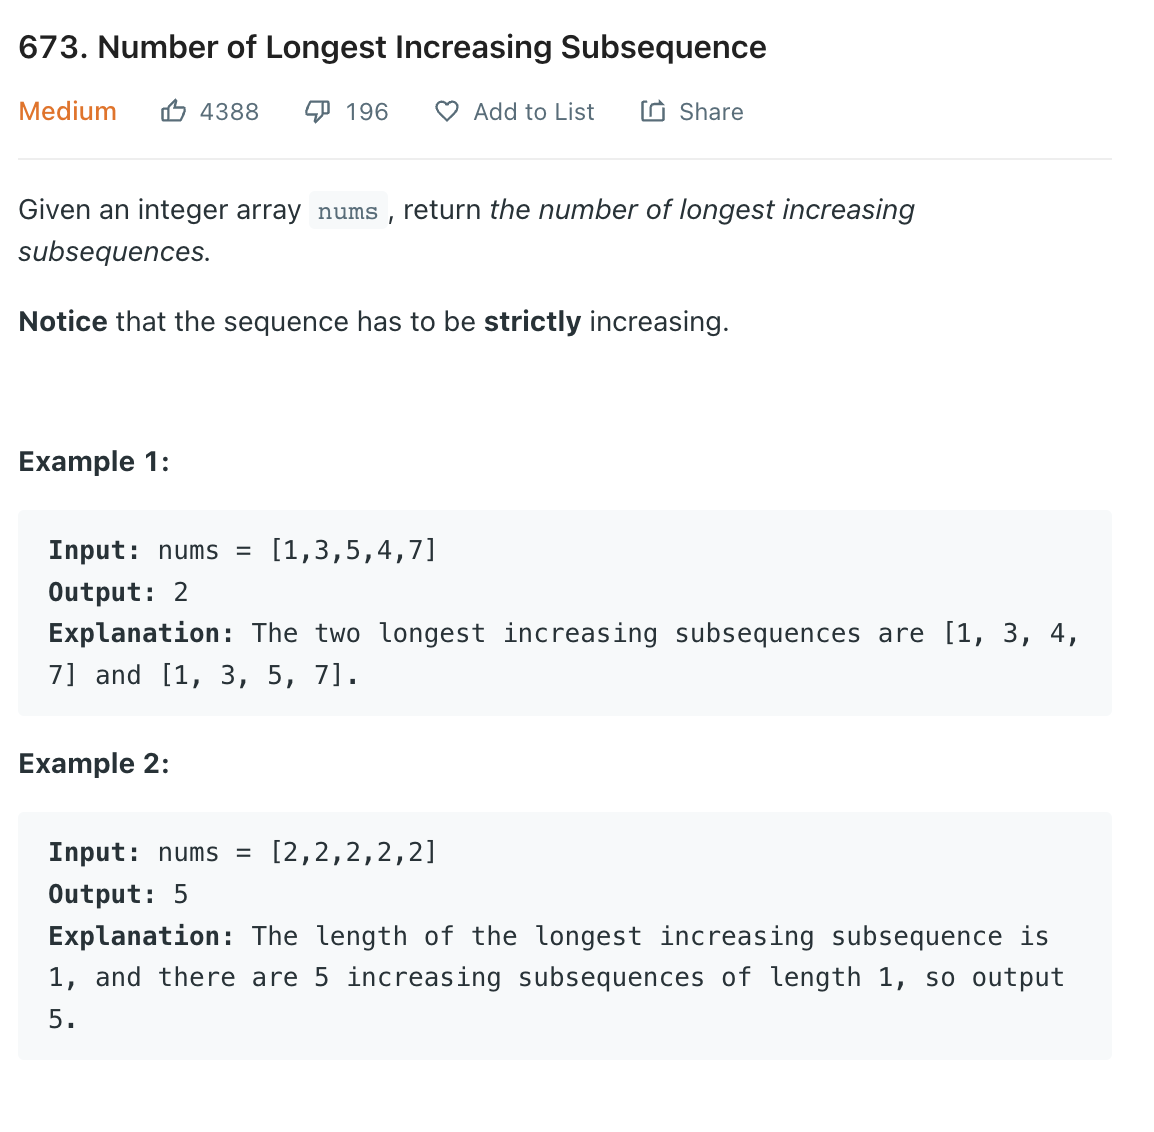 673. Number of Longest Increasing Subsequence
Medium 4388 196 Add to List Share
Given an integer array nums , return the number of longest increasing
subsequences.
Notice that the sequence has to be strictly increasing.
Example 1:
Input: nums = [1,3,5,4,7]
Output: 2
Explanation: The two longest increasing subsequences are [1, 3, 4,
7] and [1, 3, 5, 7].
Example 2:
Input: nums = [2,2,2,2,2]
Output: 5
Explanation: The length of the longest increasing subsequence is
1, and there are 5 increasing subsequences of length 1, so output
5.